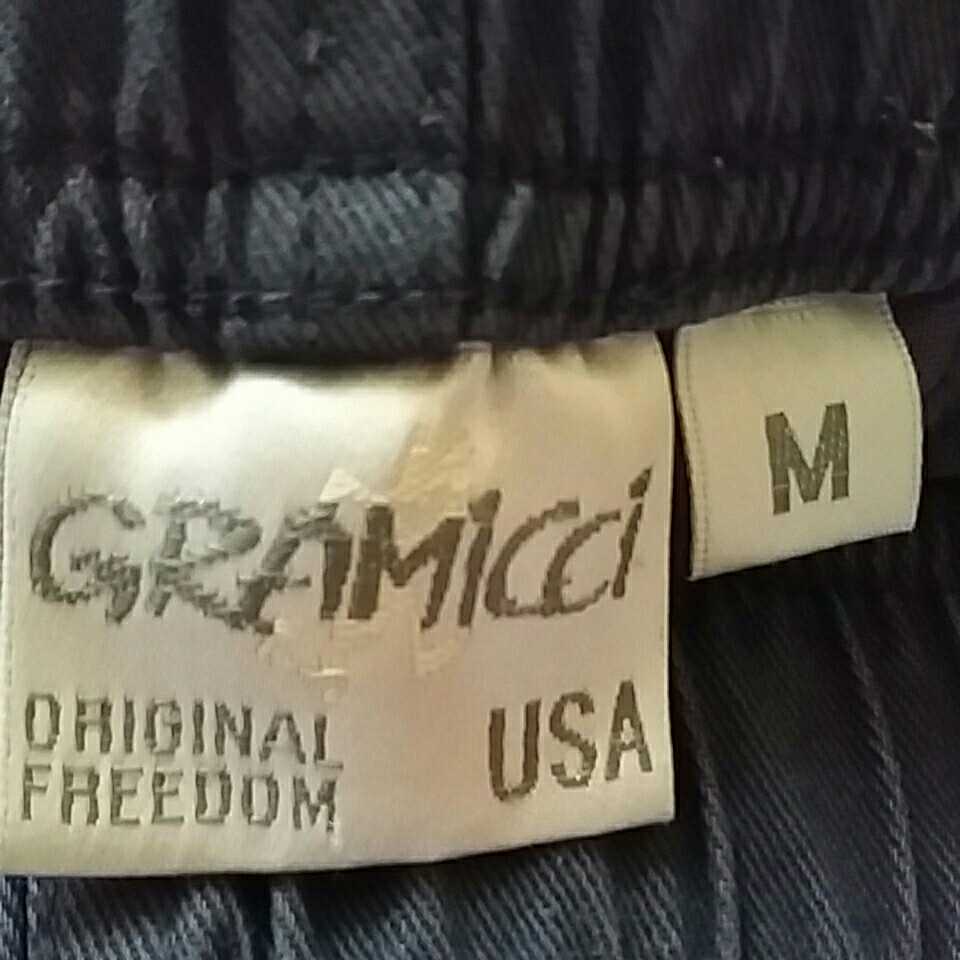 GRAMiCCi
ORIGINAL
FREEDOM
USA
M